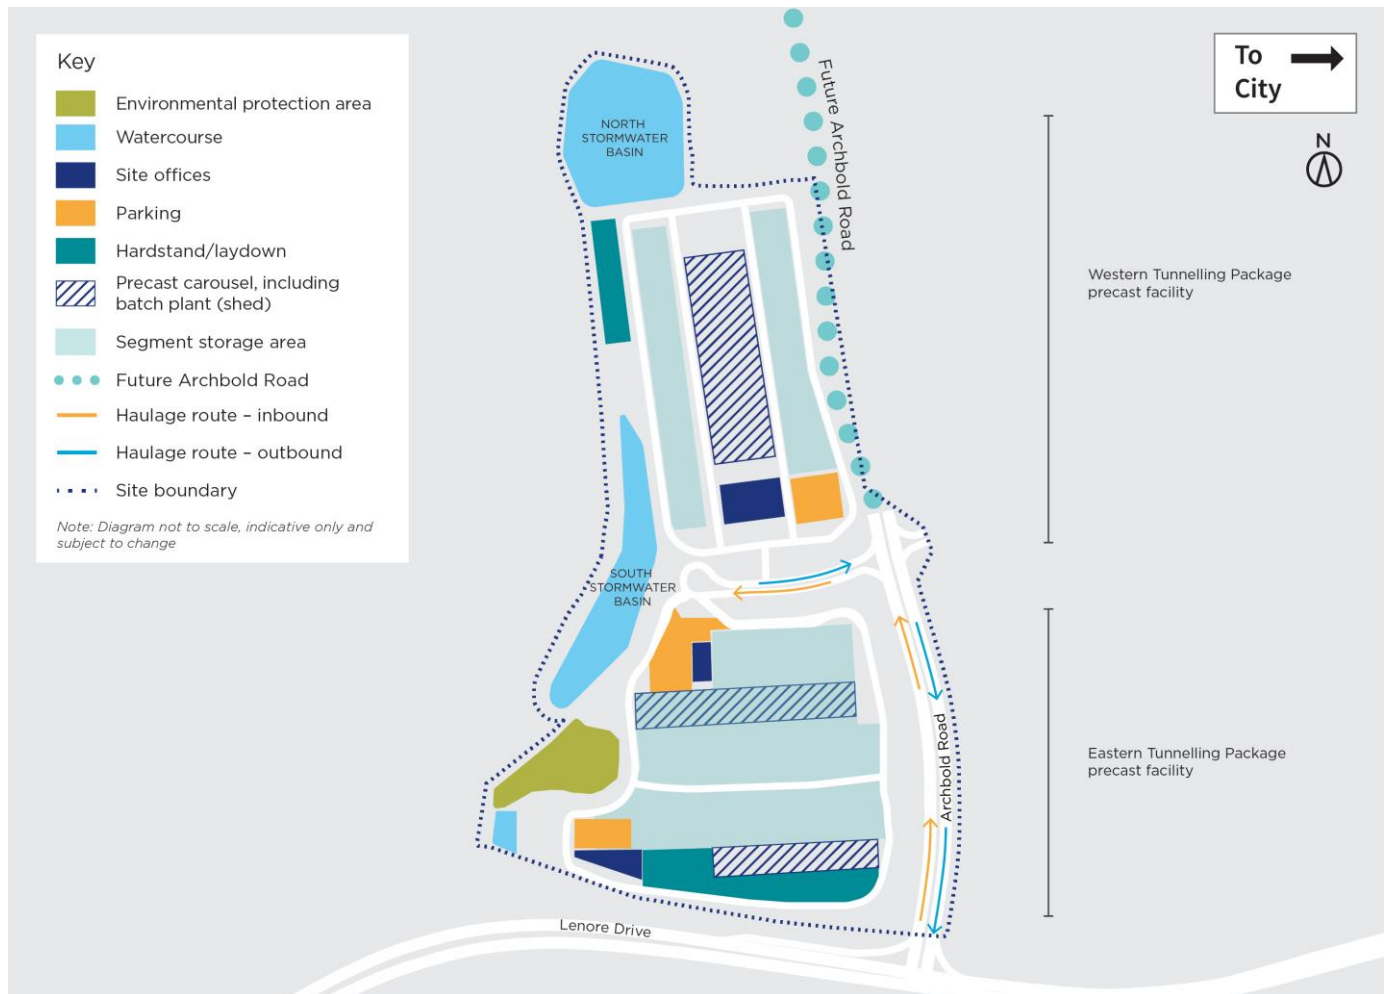 Key
Environmental protection area
Watercourse
Site offices
Parking
Hardstand/laydown
Precast carousel, including
batch plant (shed)
Segment storage area
Future Archbold Road
Haulage route – inbound
Haulage route – outbound
Site boundary
Note: Diagram not to scale, indicative only and
subject to change
NORTH
STORMWATER
BASIN
Future Archbold Road
To
City
N
Western Tunnelling Package
precast facility
SOUTH
STORMWATER
BASIN
Archbold Road
Eastern Tunnelling Package
precast facility
Lenore Drive